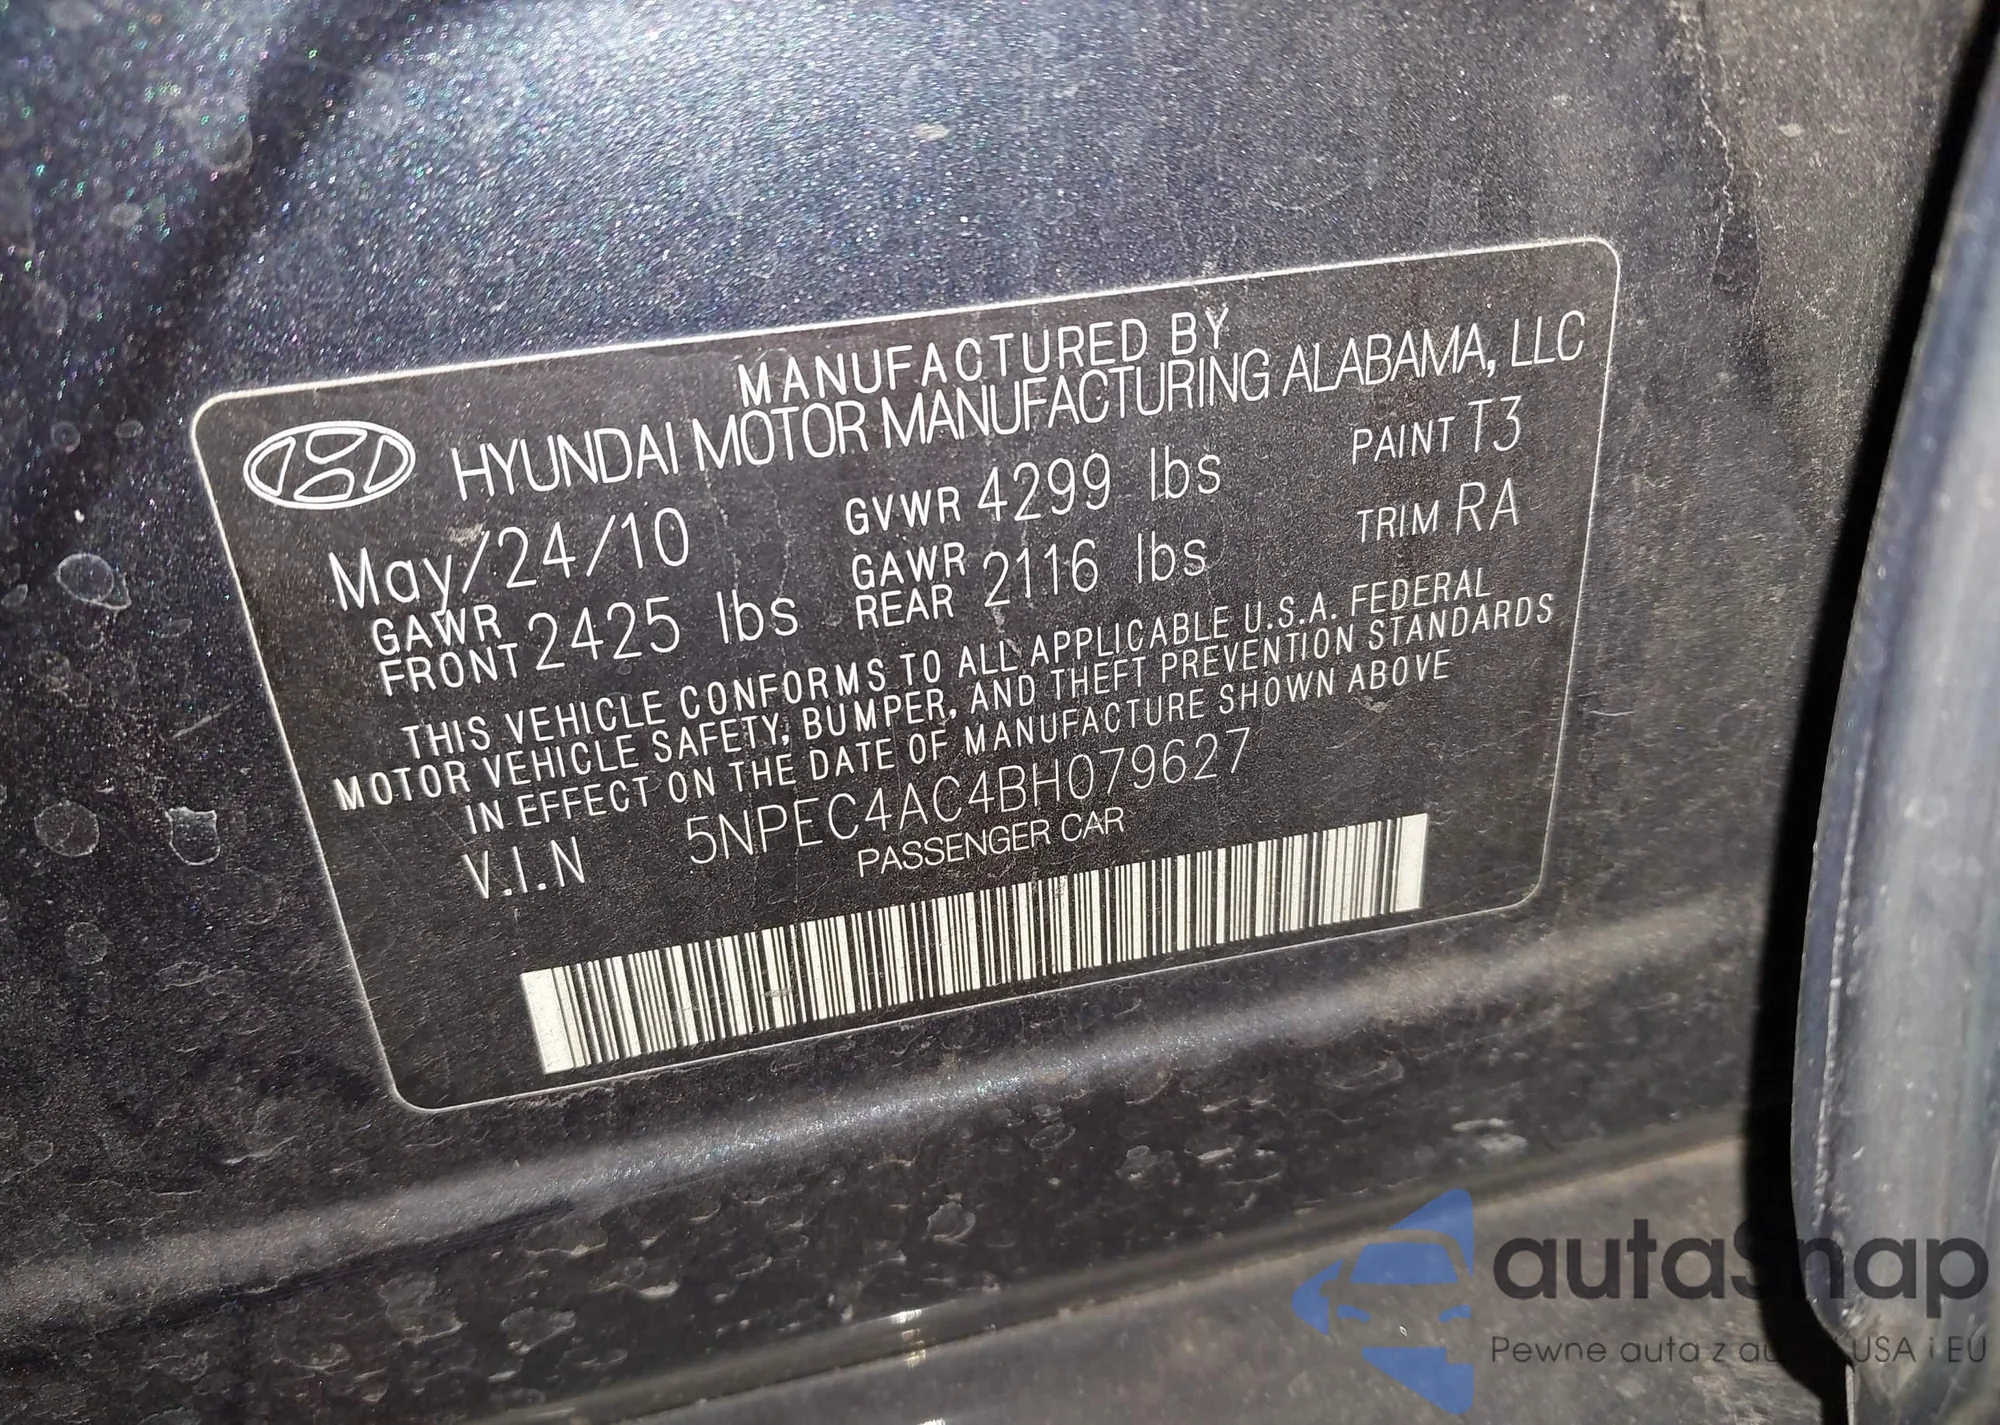 MANUFACTURED BY
HYUNDAI MOTOR MANUFACTURING ALABAMA, LLC
May/24/10 GVWR 4299 lbs PAINT T3
GAWR FRONT 2425 lbs GAWR REAR 2116 lbs TRIM RA
THIS VEHICLE CONFORMS TO ALL APPLICABLE U.S.A. FEDERAL
MOTOR VEHICLE SAFETY, BUMPER, AND THEFT PREVENTION STANDARDS
IN EFFECT ON THE DATE OF MANUFACTURE SHOWN ABOVE
V.I.N 5NPEC4AC4BH079627
PASSENGER CAR
autaSnap
Pewne auta z USA i EU